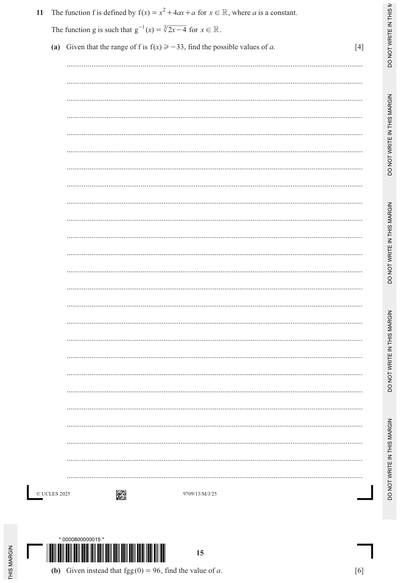 11 The function f is defined by f(x) = x² + 4ax + a for x ∈ ℝ, where a is a constant.
The function g is such that g⁻¹(x) = ∛(2x − 4) for x ∈ ℝ.
(a) Given that the range of f is f(x) ⩾ −33, find the possible values of a. [4]
DO NOT WRITE IN THIS M
DO NOT WRITE IN THIS MARGIN
DO NOT WRITE IN THIS MARGIN
DO NOT WRITE IN THIS MARGIN
DO NOT WRITE IN THIS MARGIN
© UCLES 2025 9709/13/M/J/25
THIS MARGIN
* 0000800000015 *
15
(b) Given instead that fgg(0) = 96, find the value of a. [6]